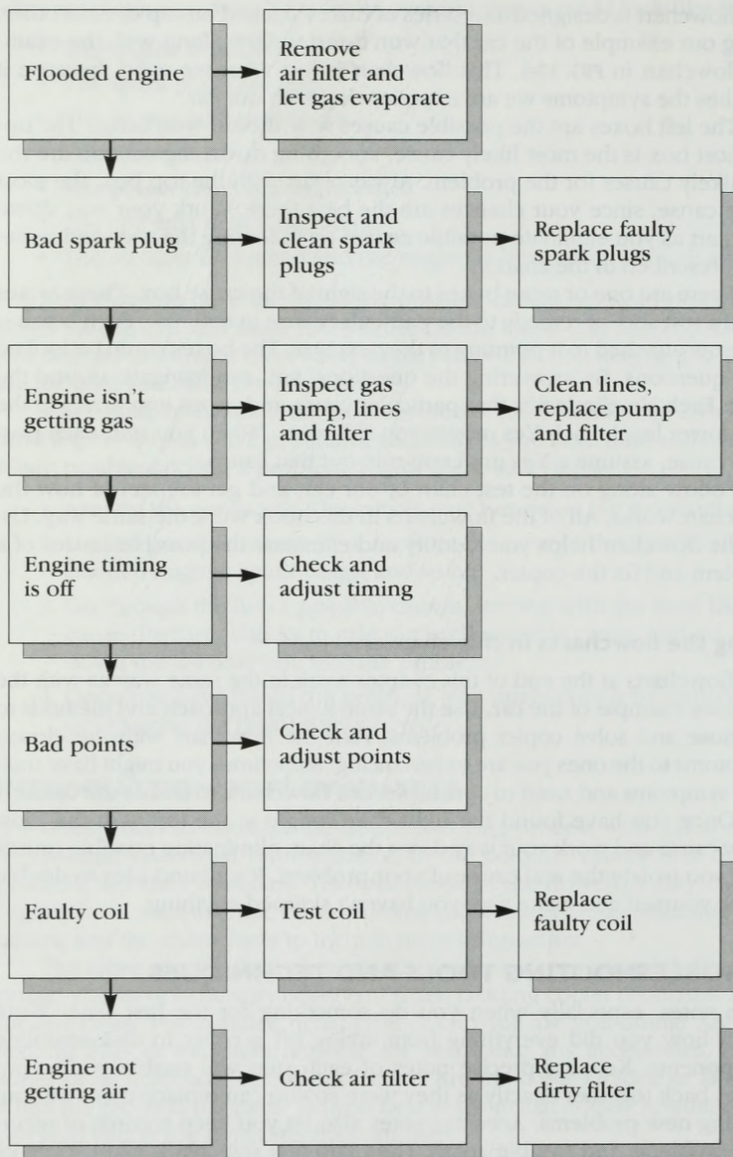 Flooded engine
Remove
air filter and
let gas evaporate
Bad spark plug
Inspect and
clean spark
plugs
Replace faulty
spark plugs
Engine isn't
getting gas
Inspect gas
pump, lines
and filter
Clean lines,
replace pump
and filter
Engine timing
is off
Check and
adjust timing
Bad points
Check and
adjust points
Faulty coil
Test coil
Replace
faulty coil
Engine not
getting air
Check air filter
Replace
dirty filter